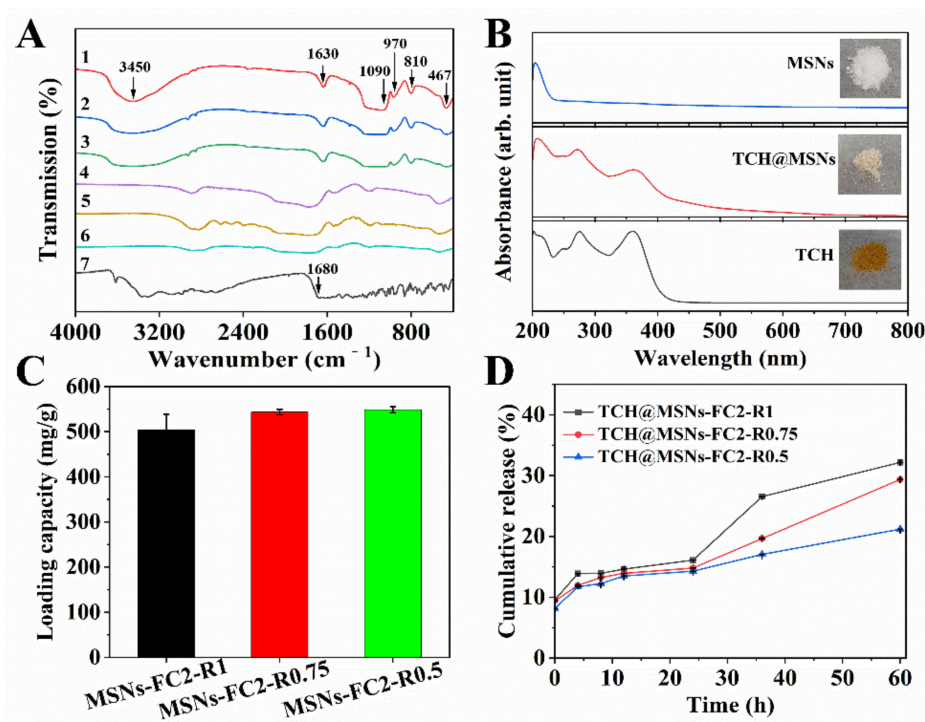 A
Transmission (%)
1
2
3
4
5
6
7
3450
1630
1090
970
810
467
1680
4000 3200 2400 1600 800
Wavenumber (cm⁻¹)
B
Absorbance (arb. unit)
MSNs
TCH@MSNs
TCH
200 300 400 500 600 700 800
Wavelength (nm)
C
Loading capacity (mg/g)
600
500
400
300
200
100
0
MSNs-FC2-R1
MSNs-FC2-R0.75
MSNs-FC2-R0.5
D
Cumulative release (%)
40
30
20
10
0
TCH@MSNs-FC2-R1
TCH@MSNs-FC2-R0.75
TCH@MSNs-FC2-R0.5
0 10 20 30 40 50 60
Time (h)